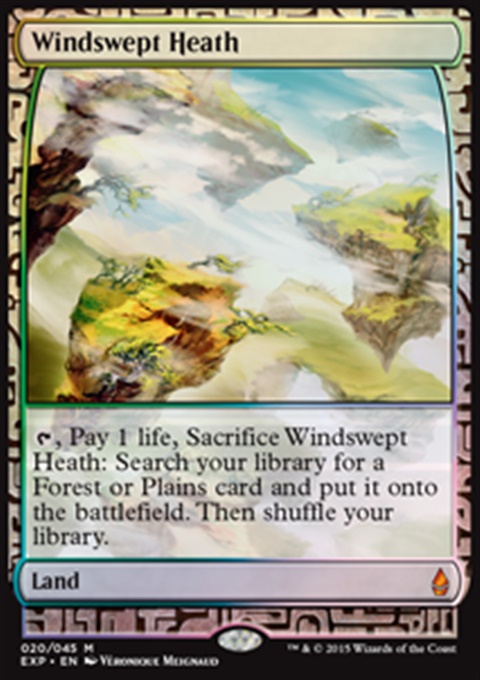 Windswept Heath
, Pay 1 life, Sacrifice Windswept
Heath: Search your library for a
Forest or Plains card and put it onto
the battlefield. Then shuffle your
library.
Land
020/045 M
EXP • EN Véronique Meignaud
™ & © 2015 Wizards of the Coast